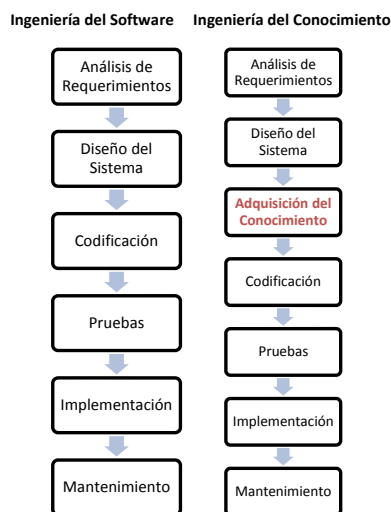 Ingeniería del Software
Análisis de
Requerimientos
Diseño del
Sistema
Codificación
Pruebas
Implementación
Mantenimiento
Ingeniería del Conocimiento
Análisis de
Requerimientos
Diseño del
Sistema
Adquisición del
Conocimiento
Codificación
Pruebas
Implementación
Mantenimiento